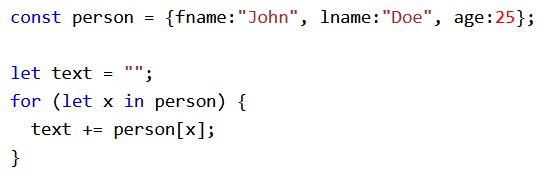 const person = {fname:"John", lname:"Doe", age:25};
let text = "";
for (let x in person) {
  text += person[x];
}